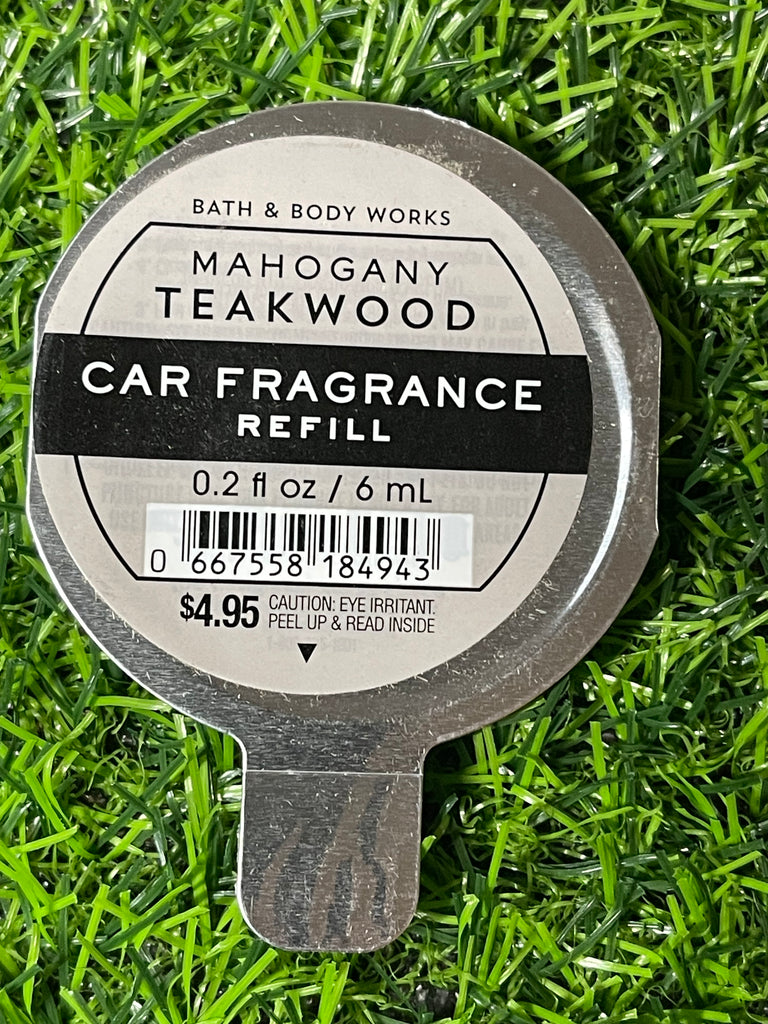 BATH & BODY WORKS
MAHOGANY
TEAKWOOD
CAR FRAGRANCE
REFILL
0.2 fl oz / 6 mL
0 667558 184943
$4.95 CAUTION: EYE IRRITANT.
PEEL UP & READ INSIDE